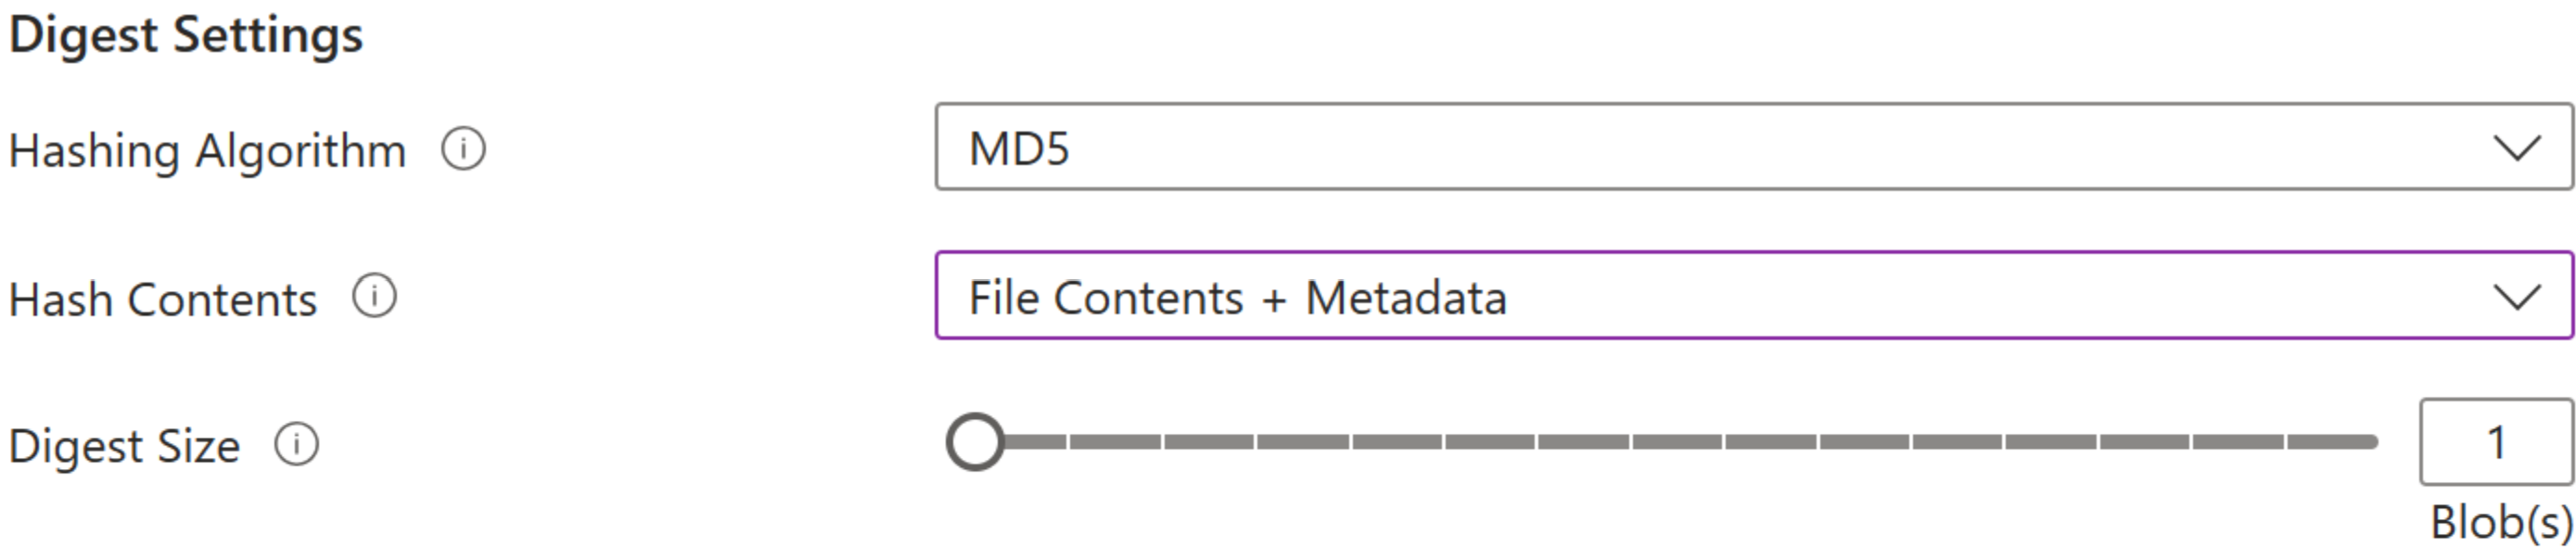 Digest Settings
Hashing Algorithm MD5
Hash Contents File Contents + Metadata
Digest Size 1
Blob(s)